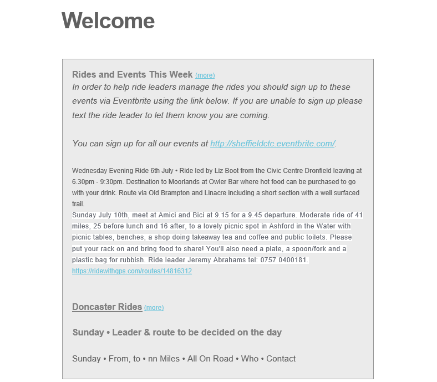 Welcome
Rides and Events This Week (more)
In order to help ride leaders manage the rides you should sign up to these
events via Eventbrite using the link below. If you are unable to sign up please
text the ride leader to let them know you are coming.
You can sign up for all our events at http://sheffieldctc.eventbrite.com/
Wednesday Evening Ride 6th July • Ride led by Liz Boot from the Civic Centre Dronfield leaving at
6:30pm - 9:30pm. Destination to Moorlands at Owler Bar where hot food can be purchased to go
with your drink. Route via Old Brampton and Linacre including a short section with a well surfaced
trail
Sunday July 10th, meet at Amici and Bici at 9 15 for a 9 45 departure. Moderate ride of 41
miles, 25 before lunch and 16 after, to a lovely picnic spot in Ashford in the Water with
picnic tables, benches, a shop doing takeaway tea and coffee and public toilets. Please
put your rack on and bring food to share! You'll also need a plate, a spoon/fork and a
plastic bag for rubbish. Ride leader Jeremy Abrahams tel: 0757 0400181.
https://ridewithgps.com/routes/14816312
Doncaster Rides (more)
Sunday • Leader & route to be decided on the day
Sunday • From, to • nn Miles • All On Road • Who • Contact